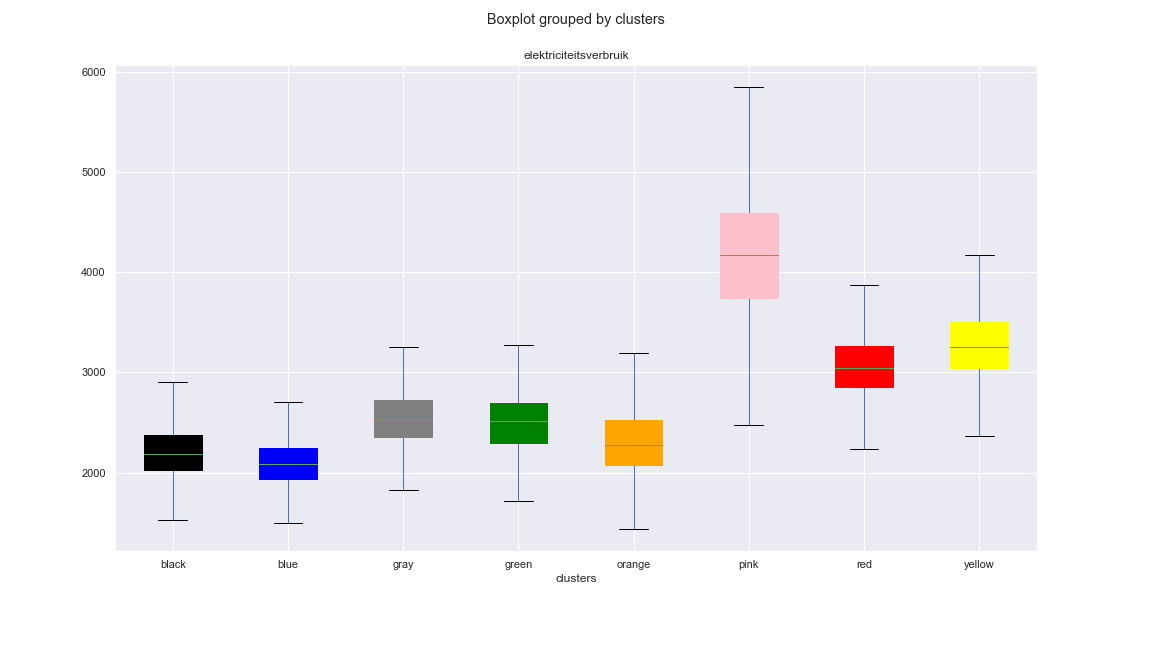 Boxplot grouped by clusters
elektriciteitsverbruik
6000
5000
4000
3000
2000
black blue gray green orange pink red yellow
clusters